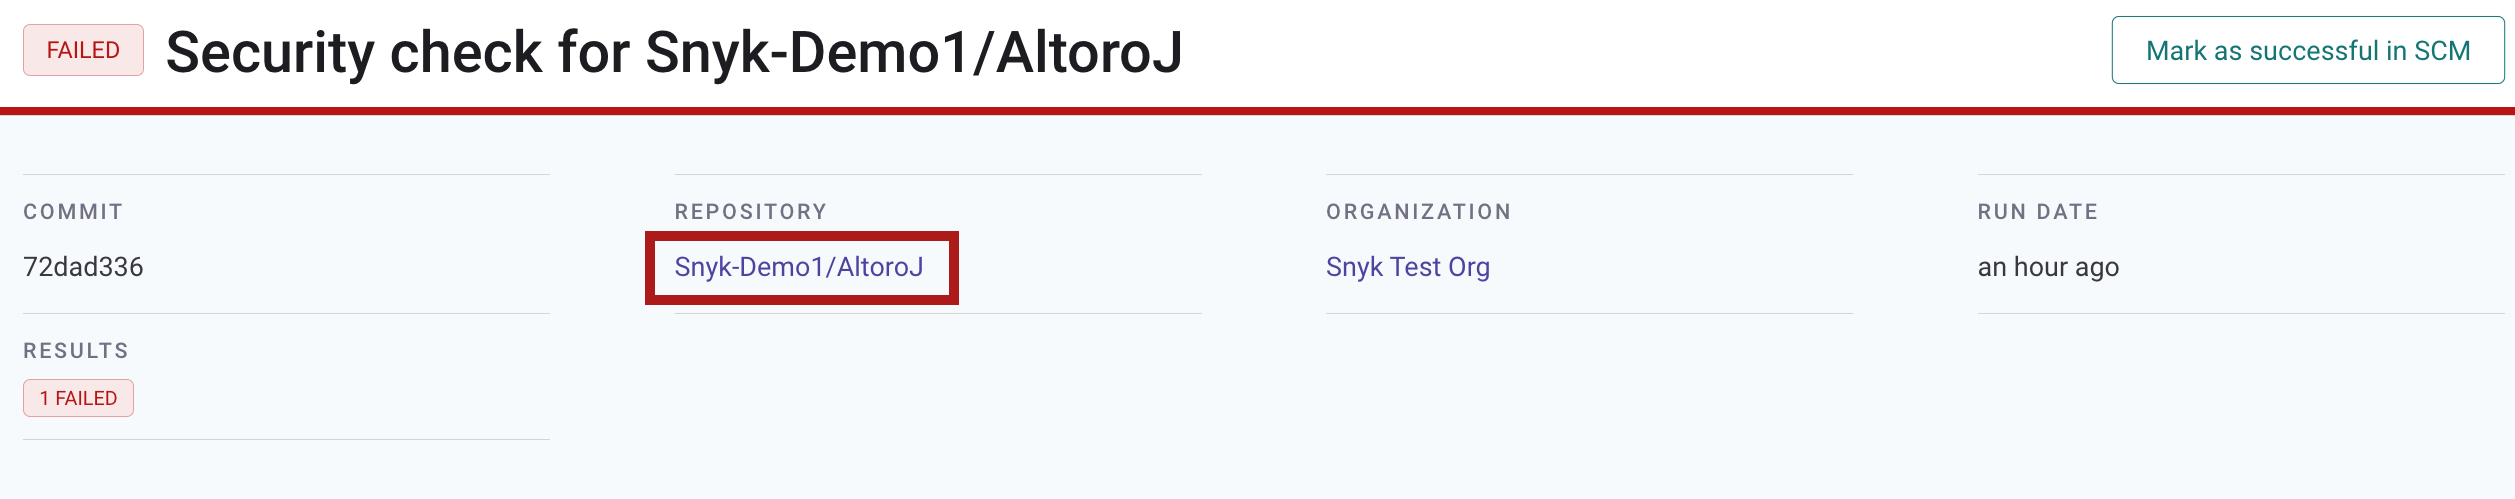 FAILED Security check for Snyk-Demo1/AltoroJ Mark as successful in SCM
COMMIT
72dad336
REPOSITORY
Snyk-Demo1/AltoroJ
ORGANIZATION
Snyk Test Org
RUN DATE
an hour ago
RESULTS
1 FAILED